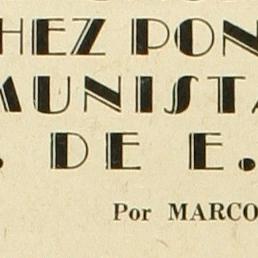 HEZ PON
MUNISTA
. DE E.
Por MARCO